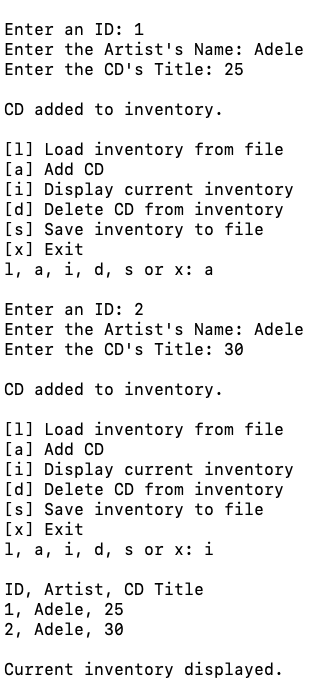 Enter an ID: 1
Enter the Artist's Name: Adele
Enter the CD's Title: 25
CD added to inventory.
[l] Load inventory from file
[a] Add CD
[i] Display current inventory
[d] Delete CD from inventory
[s] Save inventory to file
[x] Exit
l, a, i, d, s or x: a
Enter an ID: 2
Enter the Artist's Name: Adele
Enter the CD's Title: 30
CD added to inventory.
[l] Load inventory from file
[a] Add CD
[i] Display current inventory
[d] Delete CD from inventory
[s] Save inventory to file
[x] Exit
l, a, i, d, s or x: i
ID, Artist, CD Title
1, Adele, 25
2, Adele, 30
Current inventory displayed.